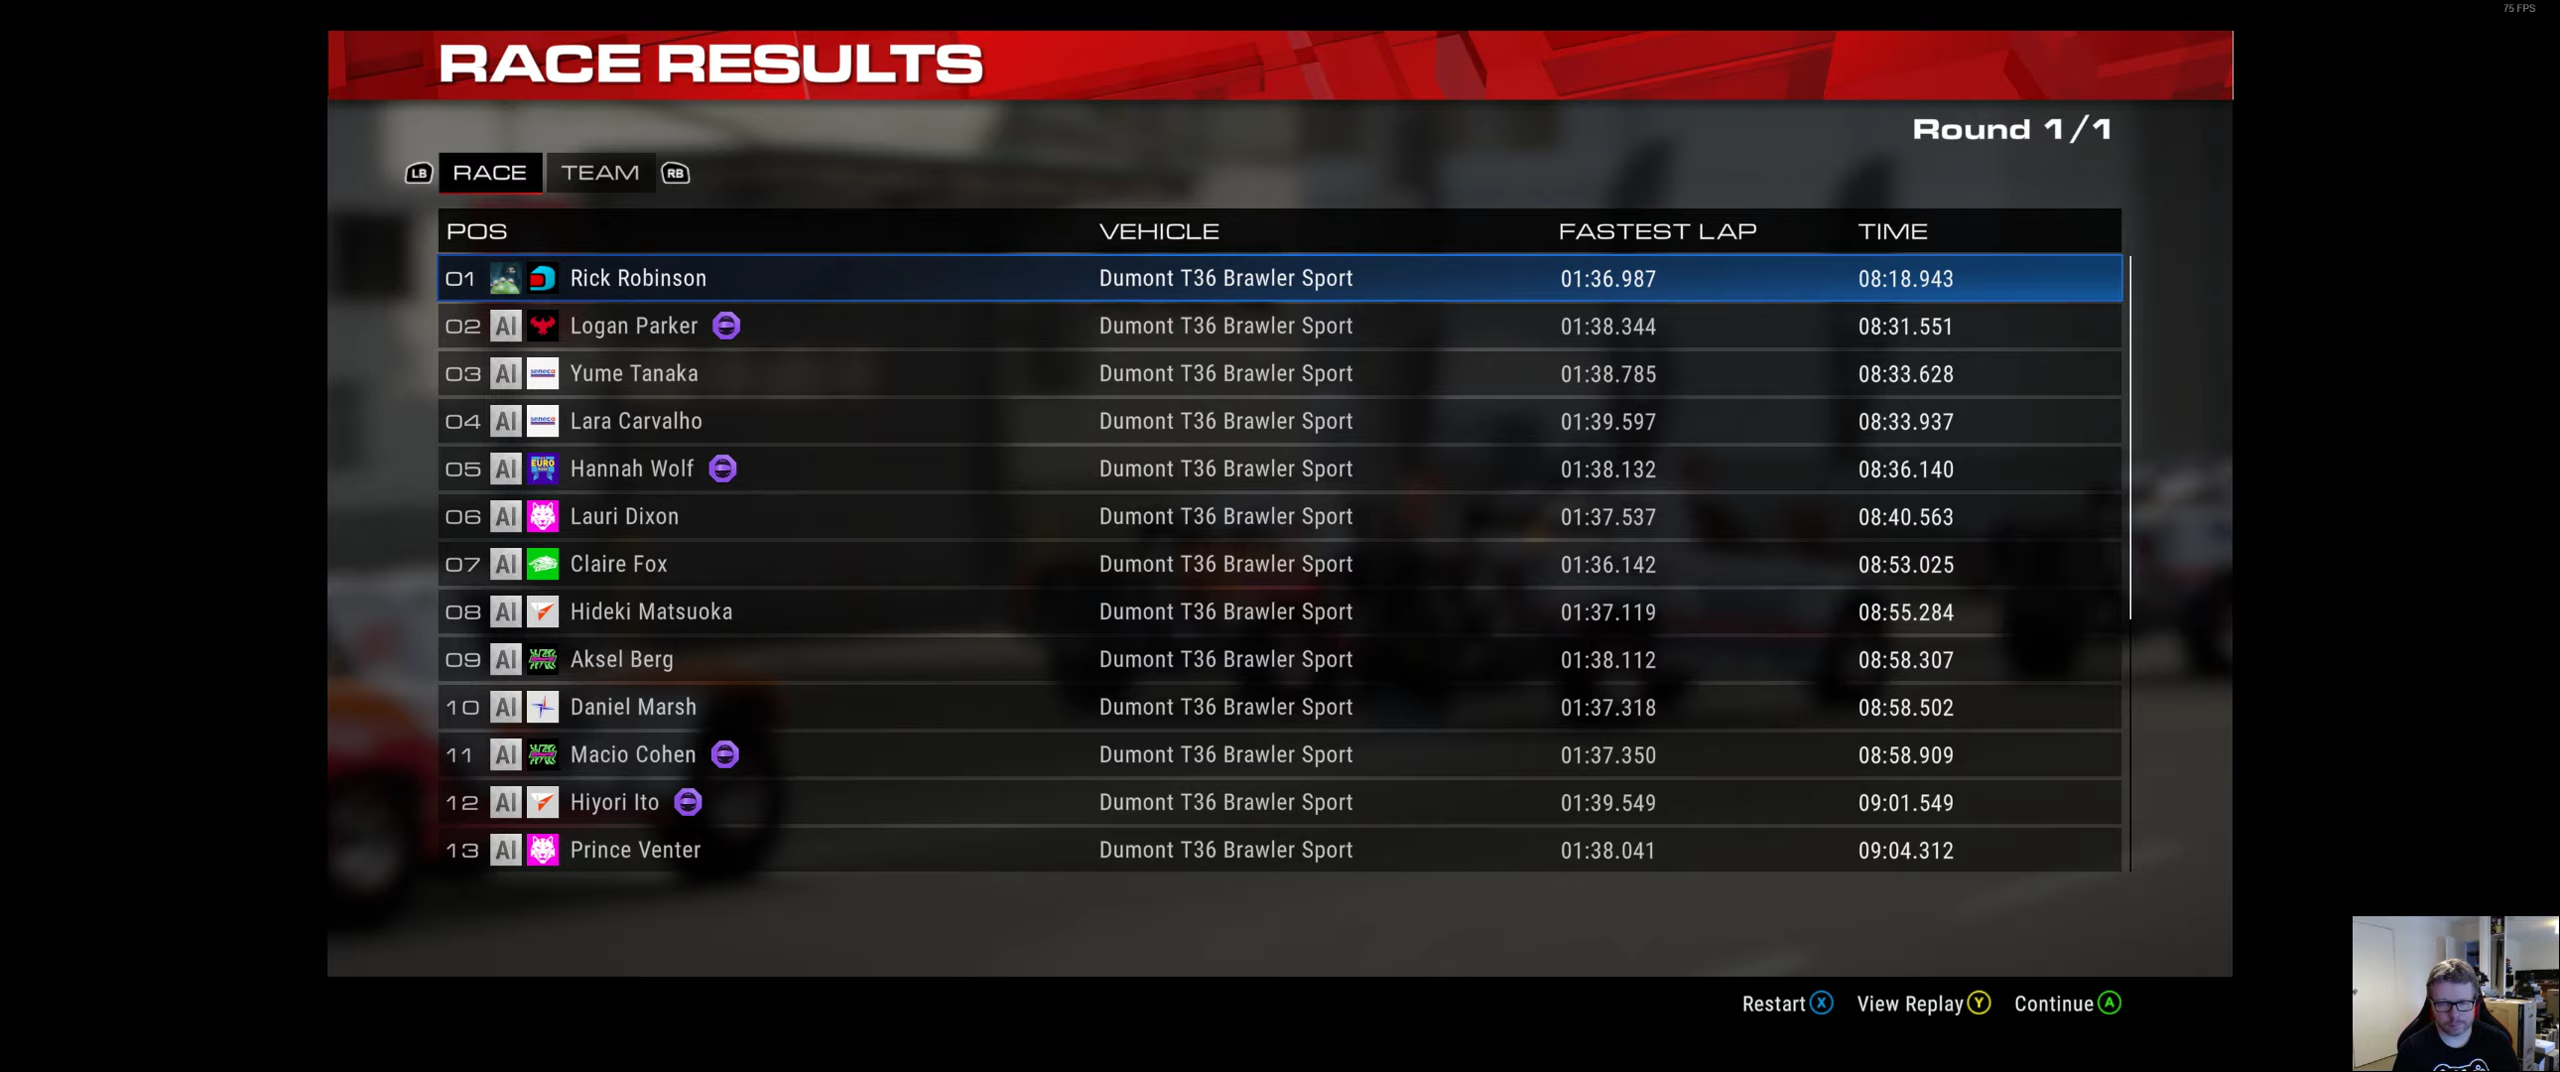 75 FPS
RACE RESULTS
Round 1/1
LB RACE TEAM RB
POS VEHICLE FASTEST LAP TIME
01 Rick Robinson Dumont T36 Brawler Sport 01:36.987 08:18.943
02 AI Logan Parker Dumont T36 Brawler Sport 01:38.344 08:31.551
03 AI seneca Yume Tanaka Dumont T36 Brawler Sport 01:38.785 08:33.628
04 AI seneca Lara Carvalho Dumont T36 Brawler Sport 01:39.597 08:33.937
05 AI EURO Hannah Wolf Dumont T36 Brawler Sport 01:38.132 08:36.140
06 AI Lauri Dixon Dumont T36 Brawler Sport 01:37.537 08:40.563
07 AI Claire Fox Dumont T36 Brawler Sport 01:36.142 08:53.025
08 AI Hideki Matsuoka Dumont T36 Brawler Sport 01:37.119 08:55.284
09 AI Aksel Berg Dumont T36 Brawler Sport 01:38.112 08:58.307
10 AI Daniel Marsh Dumont T36 Brawler Sport 01:37.318 08:58.502
11 AI Macio Cohen Dumont T36 Brawler Sport 01:37.350 08:58.909
12 AI Hiyori Ito Dumont T36 Brawler Sport 01:39.549 09:01.549
13 AI Prince Venter Dumont T36 Brawler Sport 01:38.041 09:04.312
Restart X View Replay Y Continue A